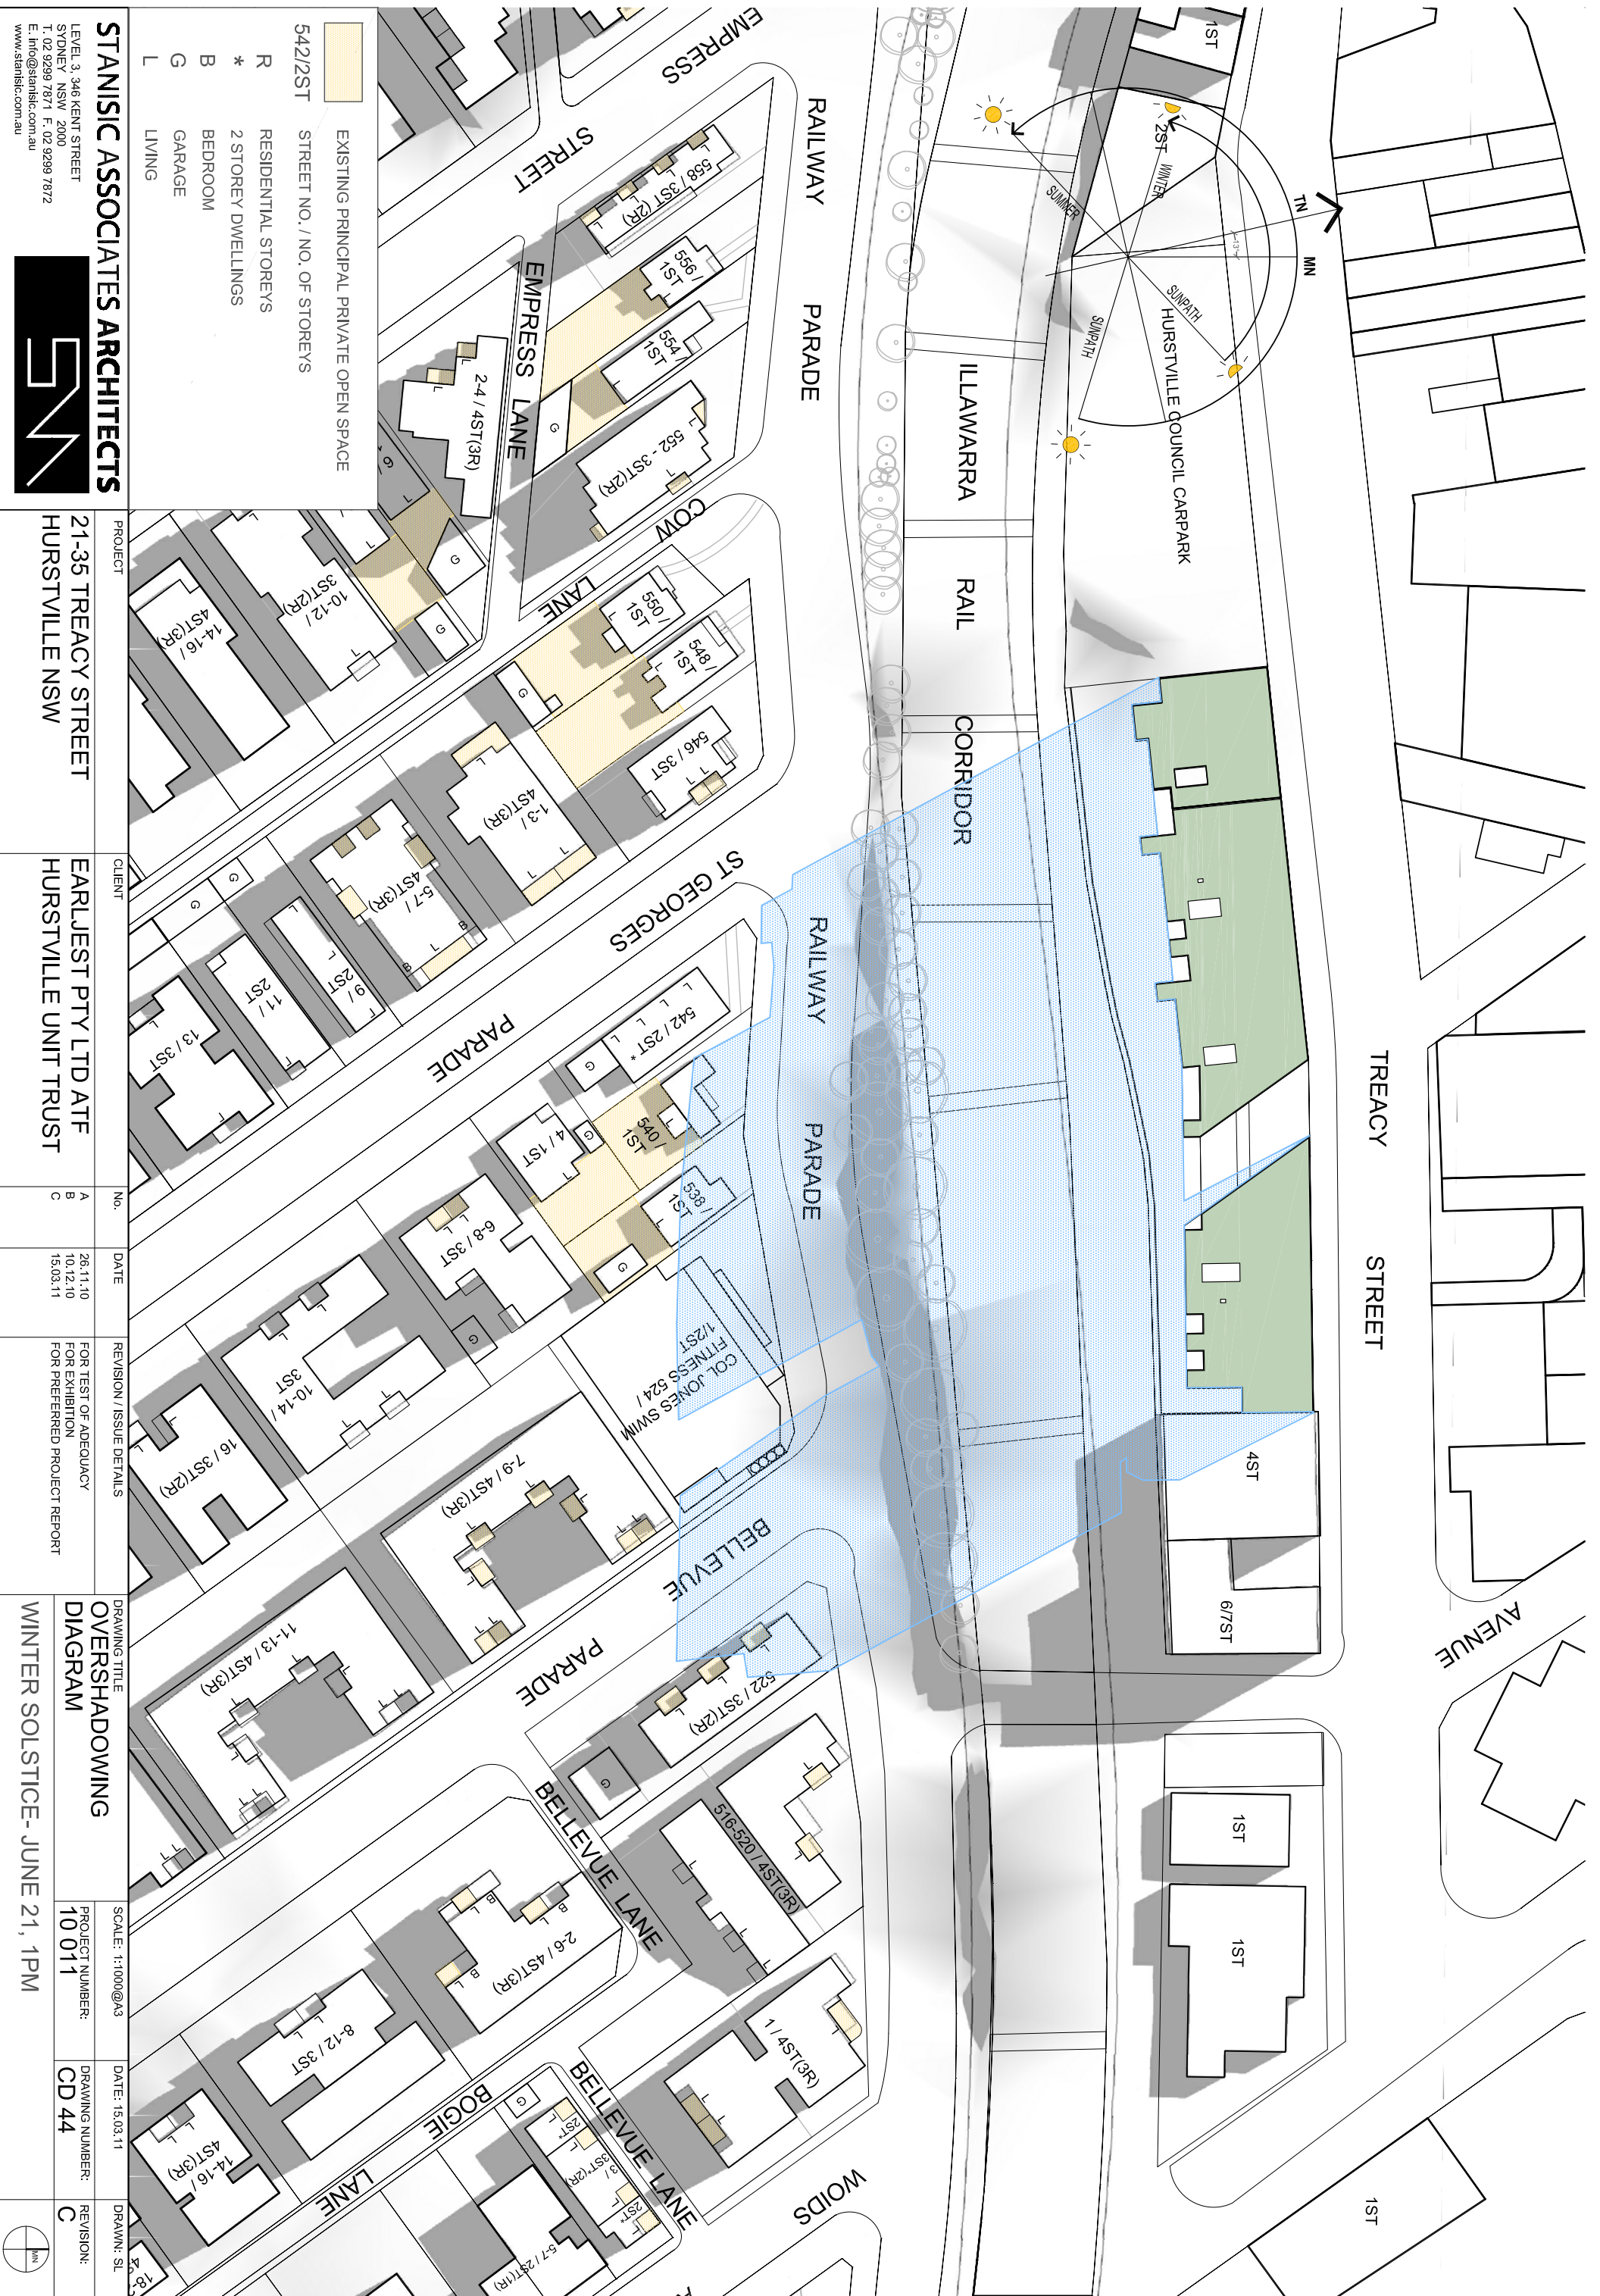 EMPRESS
STREET
RAILWAY
PARADE
1ST
2ST
WINTER
SUMMER
SUNPATH
SUNPATH
TN
MN
13°
HURSTVILLE COUNCIL CARPARK
ILLAWARRA
RAIL
CORRIDOR
558 / 3ST (2R)
L
L
556 /
1ST
554 /
1ST
552 - 3ST(2R)
G
EMPRESS LANE
2-4 / 4ST(3R)
COW
LANE
10-12 /
3ST(2R)
14-16 /
4ST(3R)
G
G
550 /
1ST
548 /
1ST
546 / 3ST
G
1-3 /
4ST(3R)
5-7 /
4ST(3R)
B
B
G
G
9 /
2ST
11 /
2ST
13 / 3ST
ST GEORGES
PARADE
RAILWAY
PARADE
542 / 2ST*
G
540 /
1ST
538 /
1ST
4 / 1ST
G
G
6-8 / 3ST
G
10-14 /
3ST
16 / 3ST(2R)
COL JONES SWIM
FITNESS 524 /
1/2ST
7-9 / 4ST(3R)
11-13 / 4ST(3R)
BELLEVUE
PARADE
522 / 3ST(2R)
G
516-520 / 4ST(3R)
BELLEVUE LANE
2-6 / 4ST(3R)
B
B
B
8-12 / 3ST
14-16 /
4ST(3R)
BOGIE
LANE
1 / 4ST(3R)
BELLEVUE LANE
G
2ST*
3 /
3ST*(2R)
2ST*
5-7 / 2ST(1R)
WOIDS
TREACY
STREET
4ST
6/7ST
AVENUE
1ST
1ST
1ST
EXISTING PRINCIPAL PRIVATE OPEN SPACE
542/2ST STREET NO. / NO. OF STOREYS
R RESIDENTIAL STOREYS
* 2 STOREY DWELLINGS
B BEDROOM
G GARAGE
L LIVING
STANISIC ASSOCIATES ARCHITECTS
LEVEL 3, 346 KENT STREET
SYDNEY NSW 2000
T. 02 9299 7871 F. 02 9299 7872
E. info@stanisic.com.au
www.stanisic.com.au
PROJECT
21-35 TREACY STREET
HURSTVILLE NSW
CLIENT
EARLJEST PTY LTD ATF
HURSTVILLE UNIT TRUST
No. DATE REVISION / ISSUE DETAILS
A 26.11.10 FOR TEST OF ADEQUACY
B 10.12.10 FOR EXHIBITION
C 15.03.11 FOR PREFERRED PROJECT REPORT
DRAWING TITLE
OVERSHADOWING
DIAGRAM
WINTER SOLSTICE- JUNE 21, 1PM
SCALE: 1:1000@A3
DATE: 15.03.11
DRAWN: SL
PROJECT NUMBER:
10 011
DRAWING NUMBER:
CD 44
REVISION:
C
MN